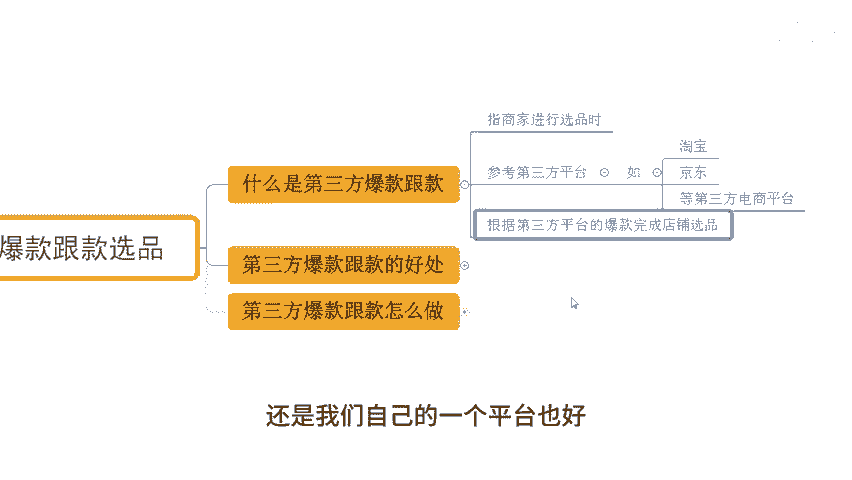 爆款跟款选品
什么是第三方爆款跟款
指商家进行选品时
参考第三方平台
如
淘宝
京东
等第三方电商平台
根据第三方平台的爆款完成店铺选品
第三方爆款跟款的好处
第三方爆款跟款怎么做
还是我们自己的一个平台也好